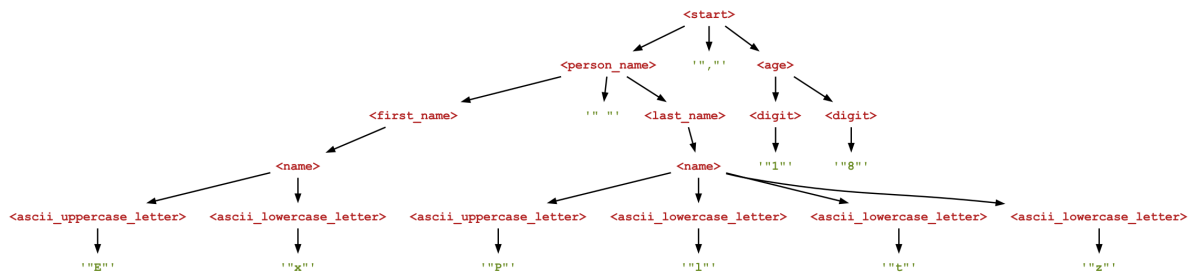 <start>
<person_name> '","' <age>
<first_name> '" "' <last_name> <digit> <digit>
<name> <name> '"1"' '"8"'
<ascii_uppercase_letter> <ascii_lowercase_letter> <ascii_uppercase_letter> <ascii_lowercase_letter> <ascii_lowercase_letter> <ascii_lowercase_letter>
'"E"' '"x"' '"P"' '"l"' '"t"' '"z"'